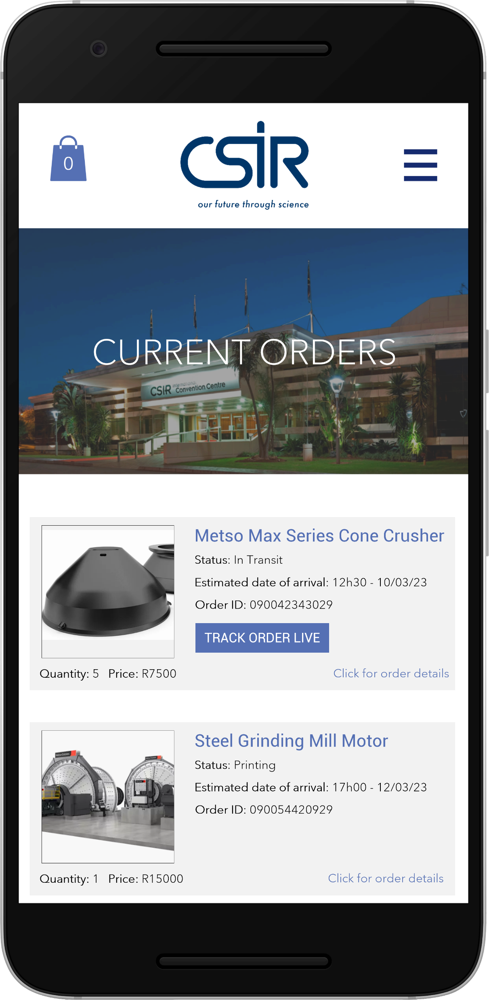 0
CSIR
our future through science
CURRENT ORDERS
CSIR international
Convention Centre
Metso Max Series Cone Crusher
Status: In Transit
Estimated date of arrival: 12h30 - 10/03/23
Order ID: 090042343029
TRACK ORDER LIVE
Quantity: 5 Price: R7500
Click for order details
Steel Grinding Mill Motor
Status: Printing
Estimated date of arrival: 17h00 - 12/03/23
Order ID: 090054420929
Quantity: 1 Price: R15000
Click for order details